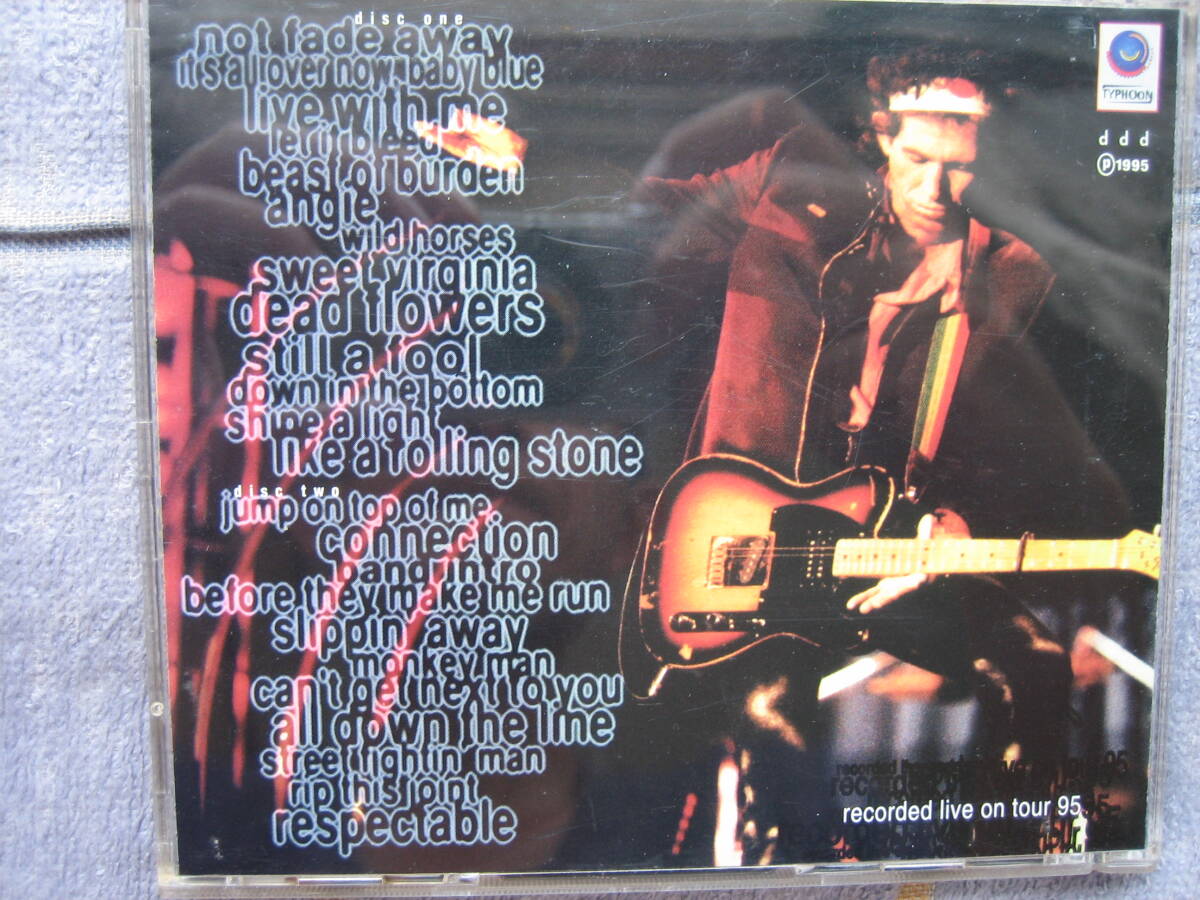 disc one
not fade away
it's all over now, baby blue
live with me
let it bleed
beast of burden
angie
wild horses
sweet virginia
dead flowers
still a fool
down in the bottom
shine a light
like a rolling stone
disc two
jump on top of me
connection
band intro
before they make me run
slippin' away
monkey man
can't get next to you
all down the line
street fightin' man
rip this joint
respectable
TYPHOON
d d d
℗1995
recorded live on tour 95